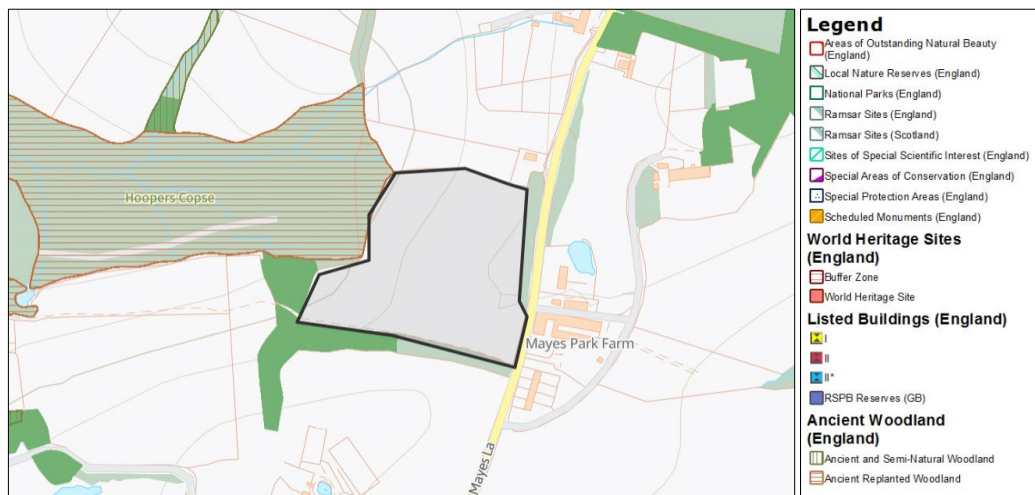 Hoopers Copse
Mayes Park Farm
Mayes La
Legend
Areas of Outstanding Natural Beauty
(England)
Local Nature Reserves (England)
National Parks (England)
Ramsar Sites (England)
Ramsar Sites (Scotland)
Sites of Special Scientific Interest (England)
Special Areas of Conservation (England)
Special Protection Areas (England)
Scheduled Monuments (England)
World Heritage Sites
(England)
Buffer Zone
World Heritage Site
Listed Buildings (England)
I
II
II*
RSPB Reserves (GB)
Ancient Woodland
(England)
Ancient and Semi-Natural Woodland
Ancient Replanted Woodland